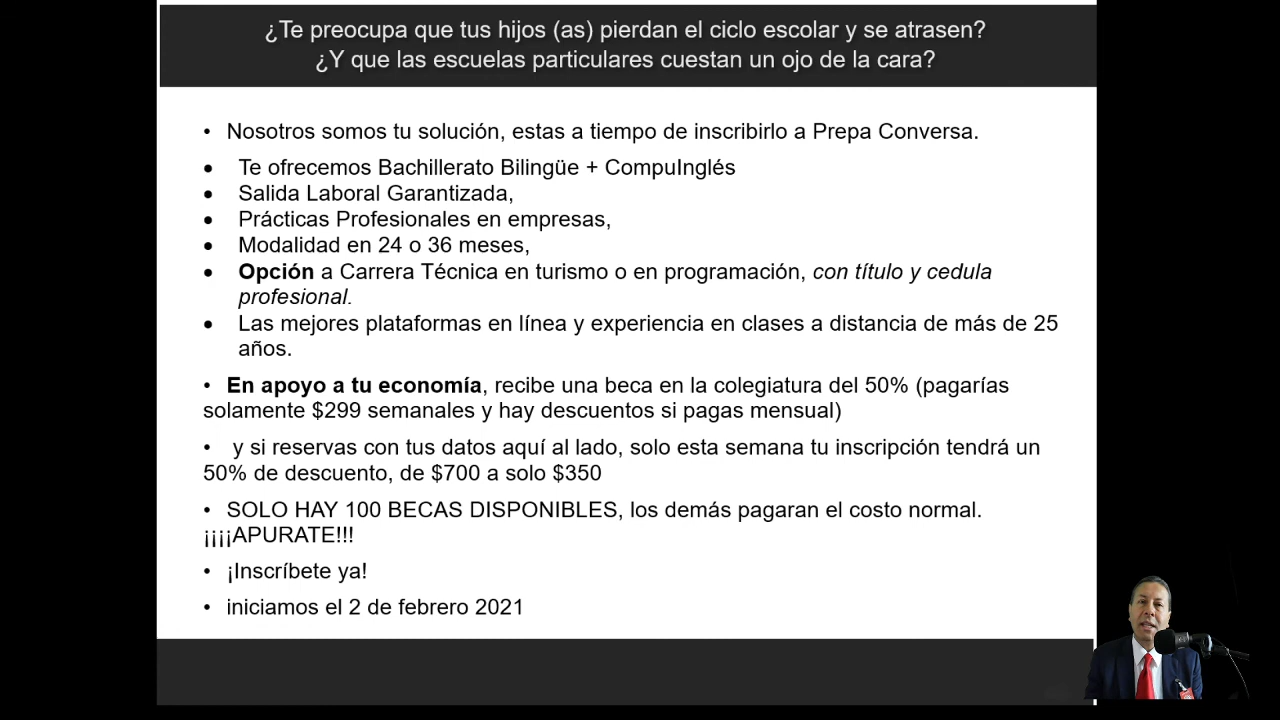 ¿Te preocupa que tus hijos (as) pierdan el ciclo escolar y se atrasen?
¿Y que las escuelas particulares cuestan un ojo de la cara?
• Nosotros somos tu solución, estas a tiempo de inscribirlo a Prepa Conversa.
• Te ofrecemos Bachillerato Bilingüe + CompuInglés
• Salida Laboral Garantizada,
• Prácticas Profesionales en empresas,
• Modalidad en 24 o 36 meses,
• Opción a Carrera Técnica en turismo o en programación, con título y cedula
profesional.
• Las mejores plataformas en línea y experiencia en clases a distancia de más de 25
años.
• En apoyo a tu economía, recibe una beca en la colegiatura del 50% (pagarías
solamente $299 semanales y hay descuentos si pagas mensual)
• y si reservas con tus datos aquí al lado, solo esta semana tu inscripción tendrá un
50% de descuento, de $700 a solo $350
• SOLO HAY 100 BECAS DISPONIBLES, los demás pagaran el costo normal.
¡¡¡¡APURATE!!!
• ¡Inscríbete ya!
• iniciamos el 2 de febrero 2021